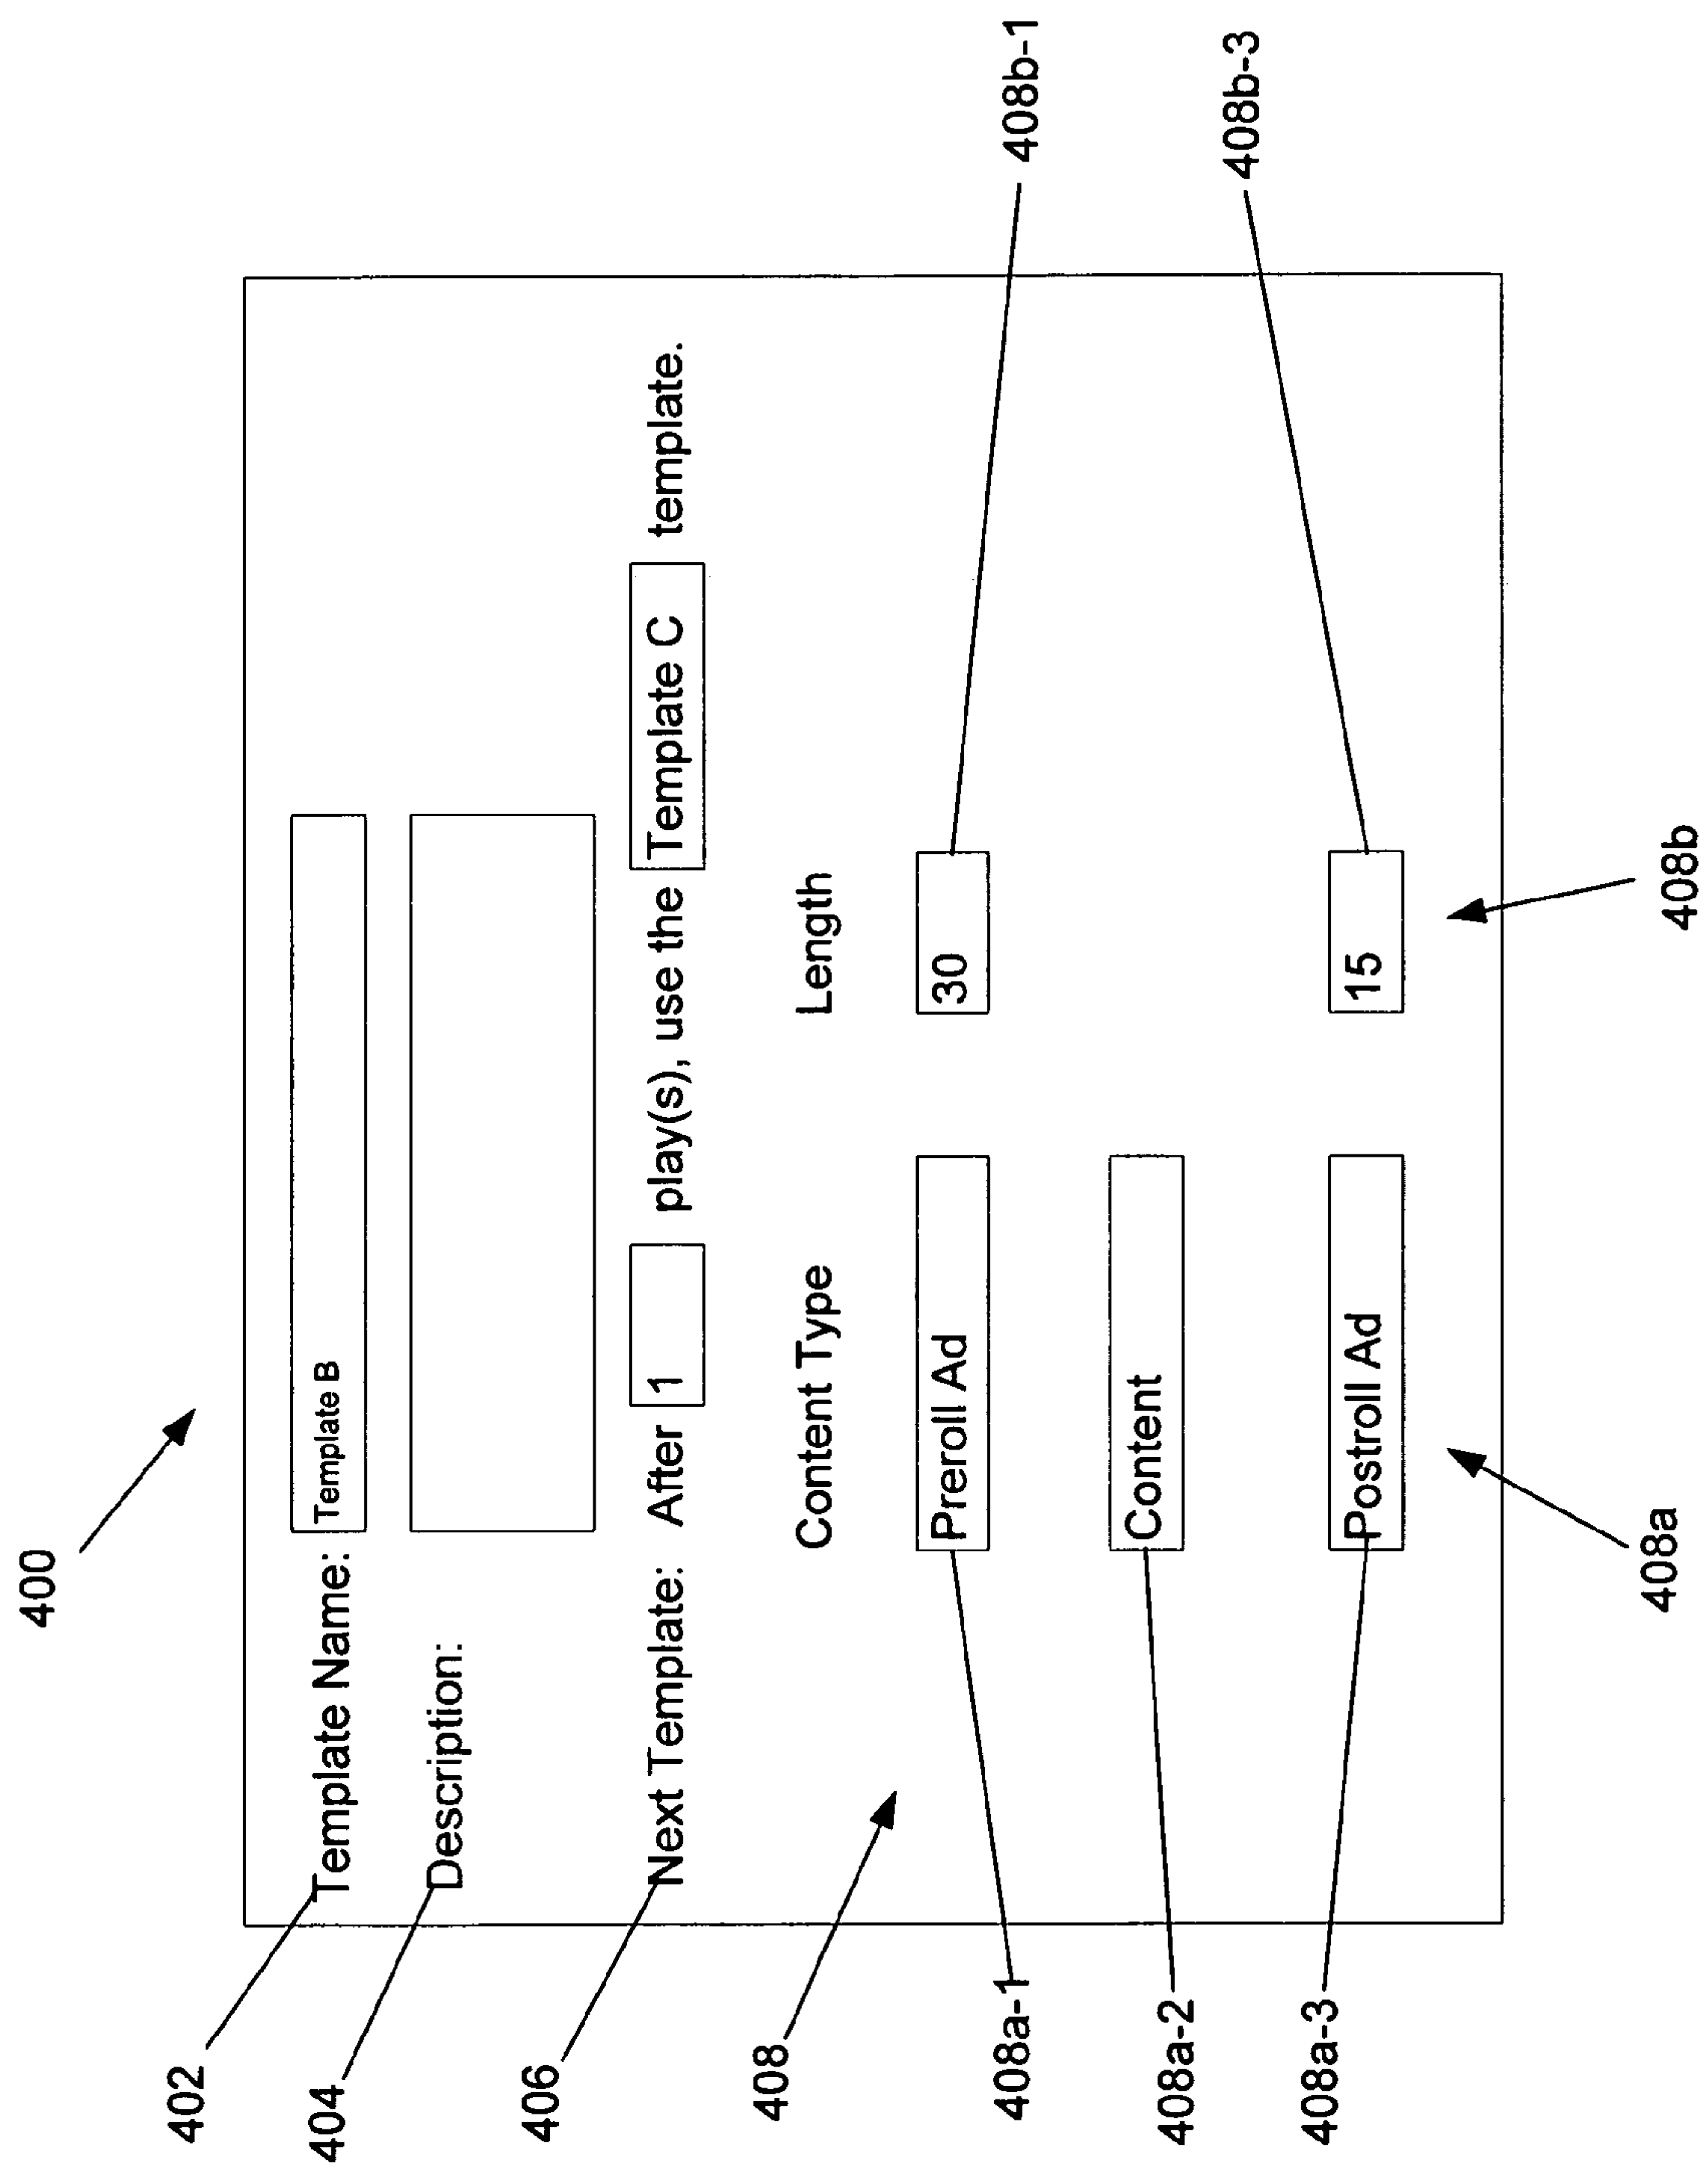 400
402
Template Name: Template B
404
Description:
406
Next Template: After 1 play(s), use the Template C template.
408
Content Type Length
408a-1
Preroll Ad 30
408b-1
408a-2
Content
408a-3
Postroll Ad 15
408b-3
408a
408b